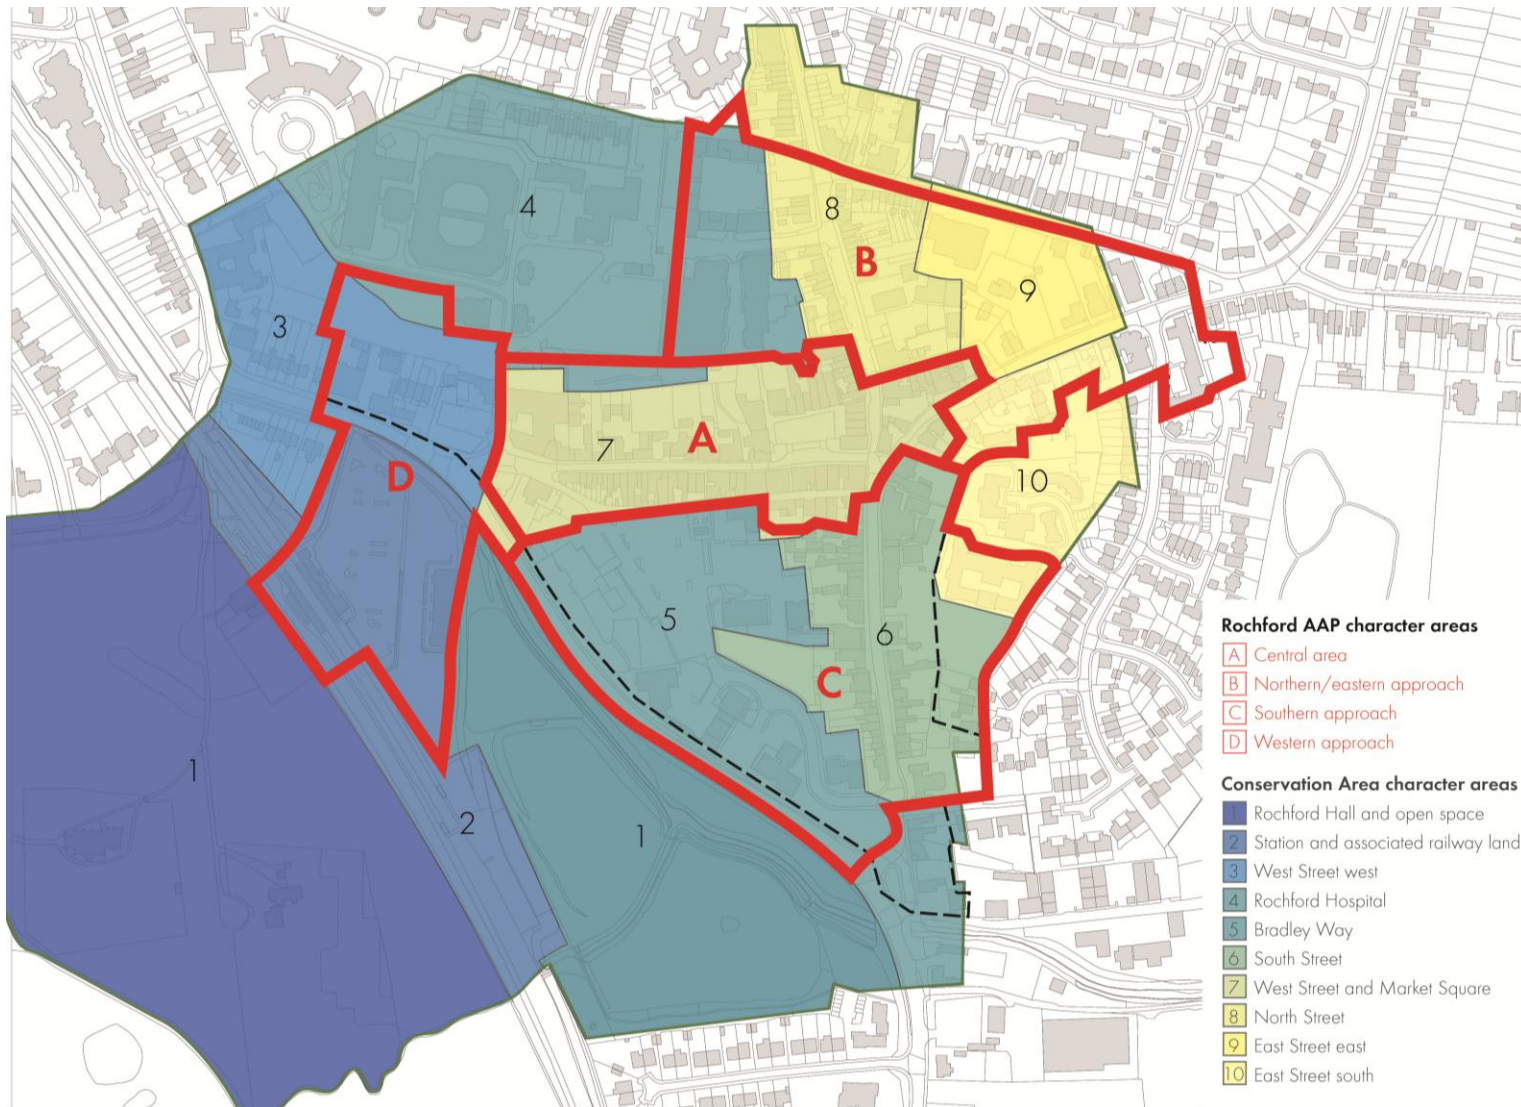 4
8
B
9
3
7
A
D
10
5
6
C
1
2
1
Rochford AAP character areas
A Central area
B Northern/eastern approach
C Southern approach
D Western approach
Conservation Area character areas
1 Rochford Hall and open space
2 Station and associated railway land
3 West Street west
4 Rochford Hospital
5 Bradley Way
6 South Street
7 West Street and Market Square
8 North Street
9 East Street east
10 East Street south